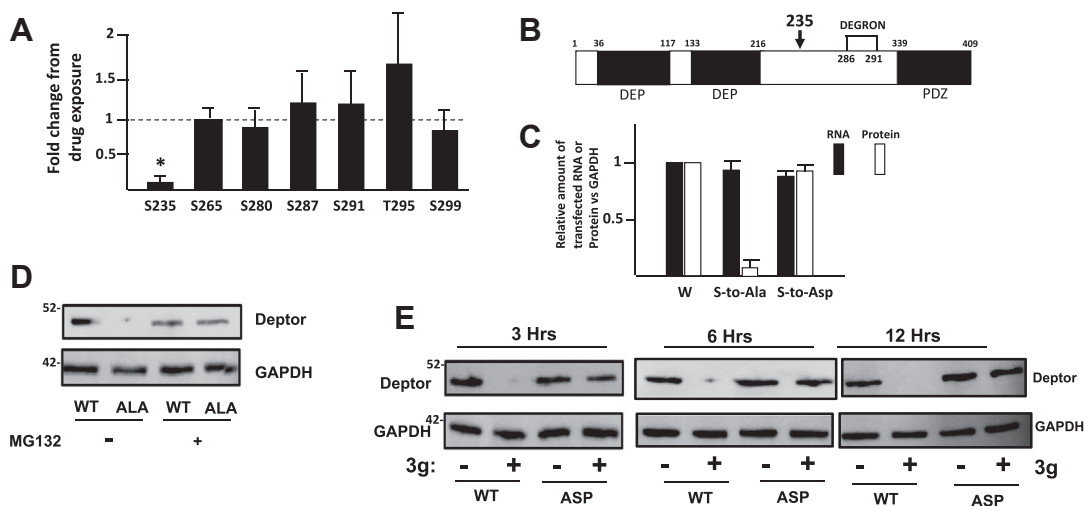 A
Fold change from
drug exposure
2
1.5
1
0.5
*
S235 S265 S280 S287 S291 T295 S299
B
235
DEGRON
1 36 117 133 216 286 291 339 409
DEP DEP PDZ
C
RNA Protein
Relative amount of
transfected RNA or
Protein vs GAPDH
1
0.5
W S-to-Ala S-to-Asp
D
52-
Deptor
42-
GAPDH
WT ALA WT ALA
MG132 - +
E
3 Hrs 6 Hrs 12 Hrs
52-
Deptor Deptor
42-
GAPDH GAPDH
3g: - + - + - + - + - + - + 3g
WT ASP WT ASP WT ASP